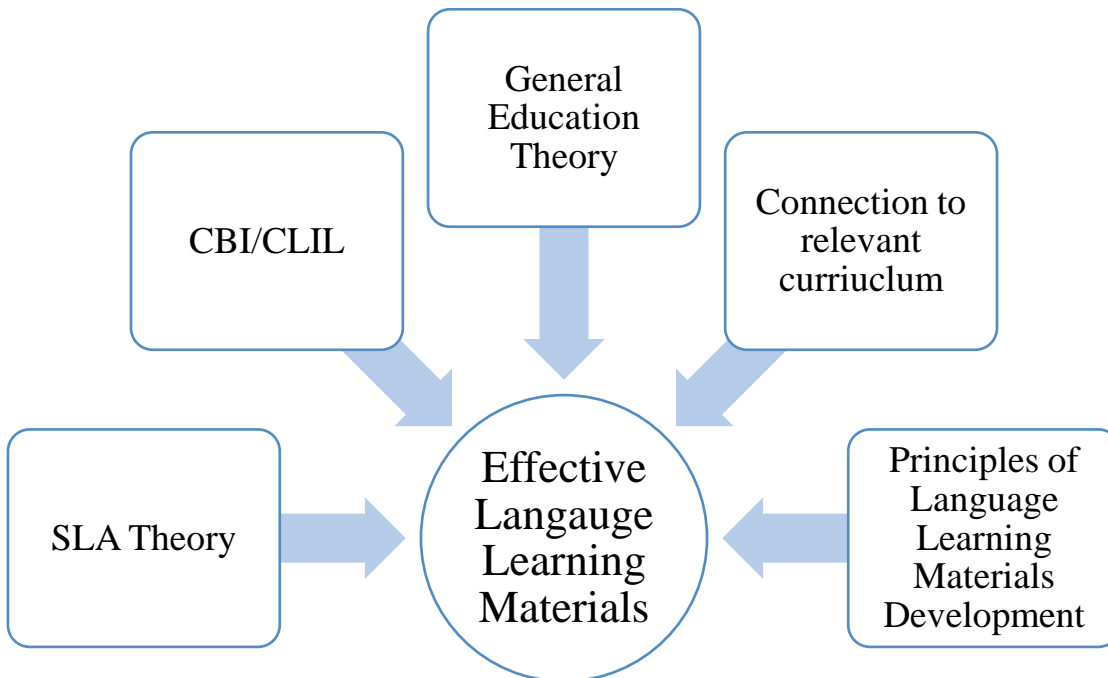 General
Education
Theory
CBI/CLIL
Connection to
relevant
curriuclum
SLA Theory
Effective
Langauge
Learning
Materials
Principles of
Language
Learning
Materials
Development